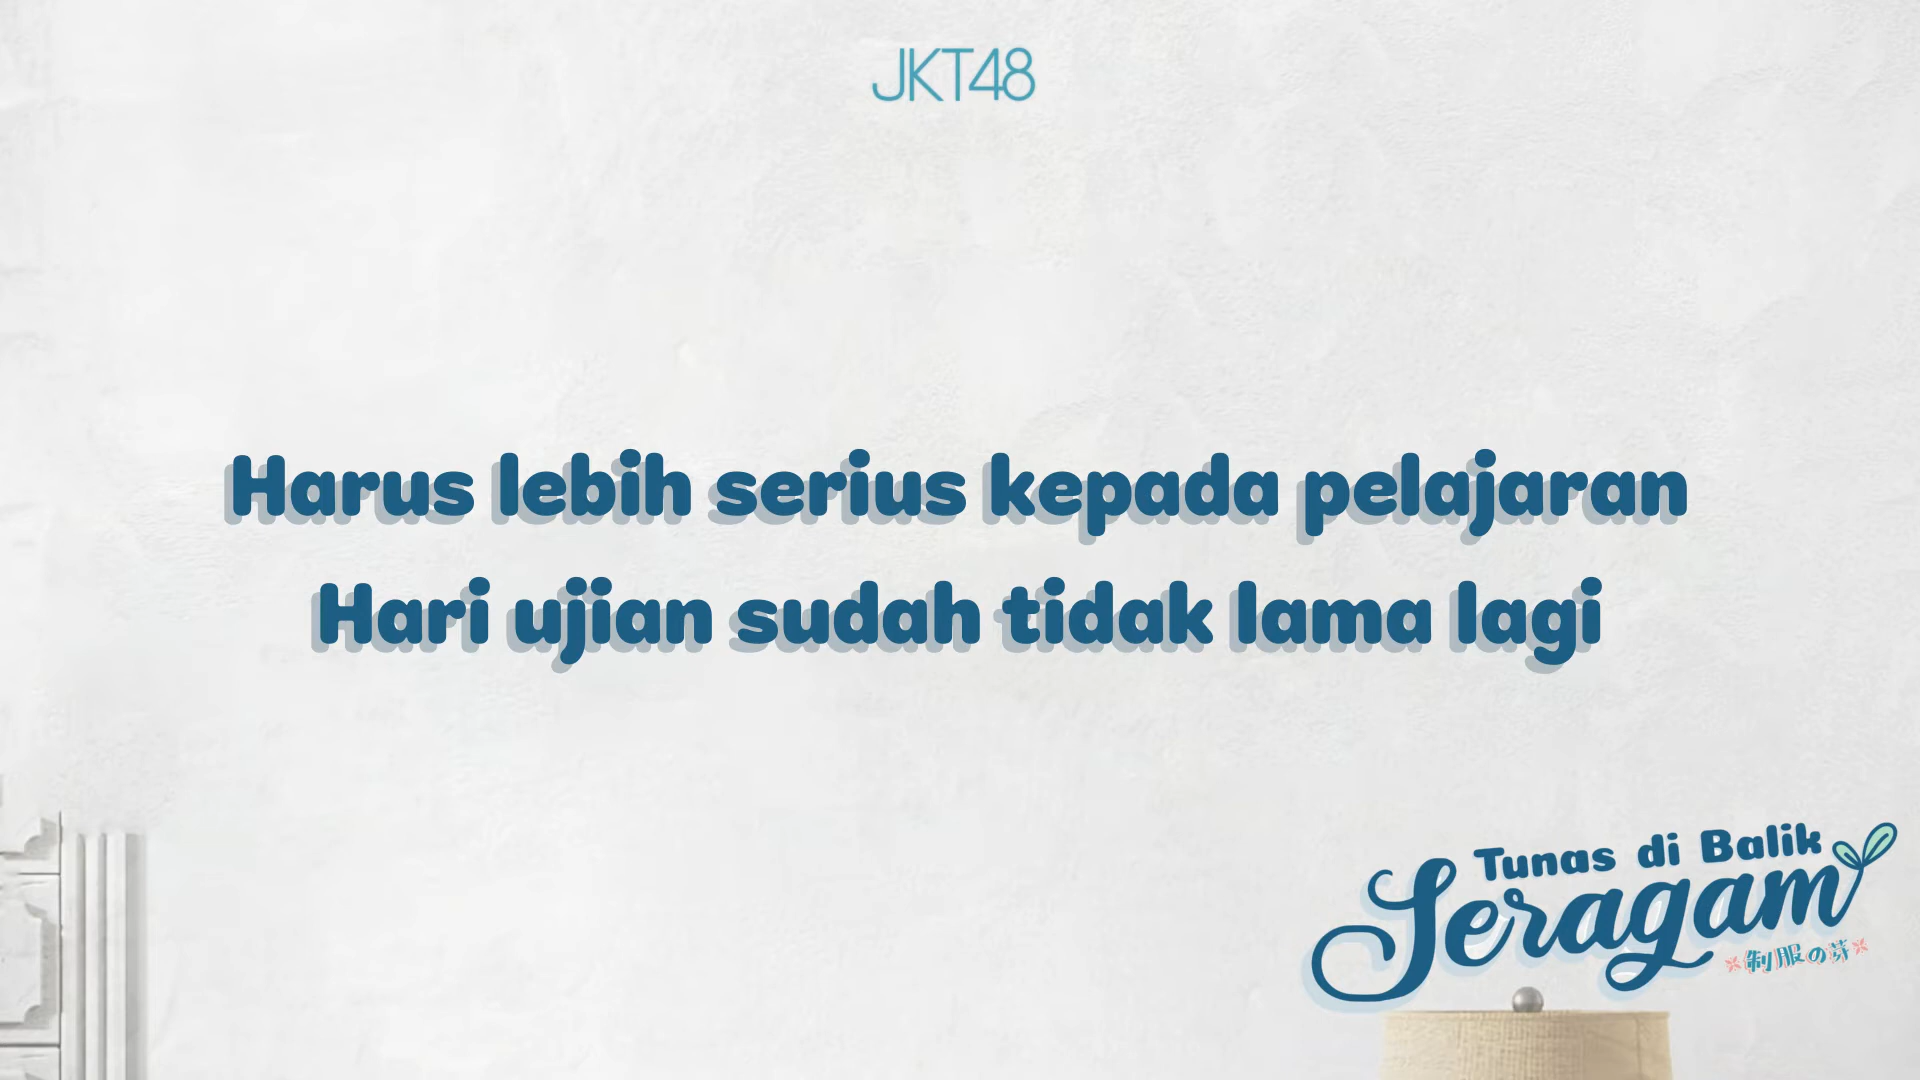 JKT48
Harus lebih serius kepada pelajaran
Hari ujian sudah tidak lama lagi
Tunas di Balik
Seragam
制服の芽